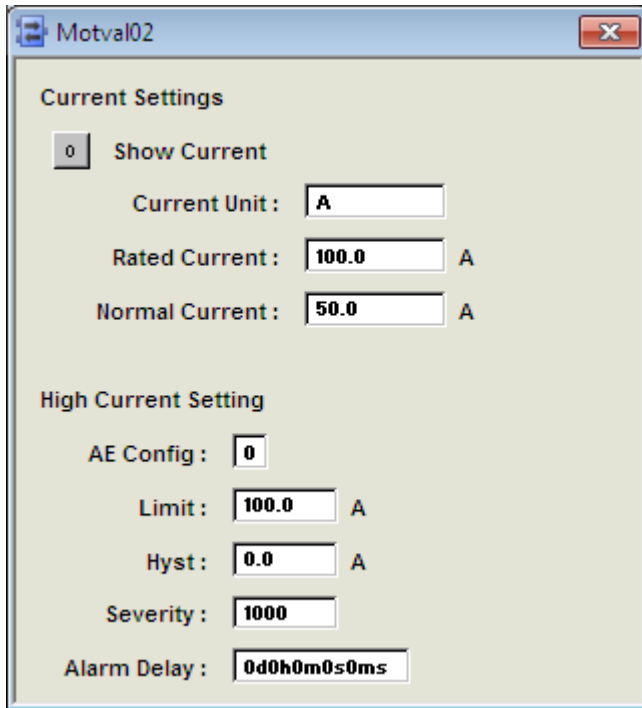 Motval02
Current Settings
0 Show Current
Current Unit : A
Rated Current : 100.0 A
Normal Current : 50.0 A
High Current Setting
AE Config : 0
Limit : 100.0 A
Hyst : 0.0 A
Severity : 1000
Alarm Delay : 0d0h0m0s0ms